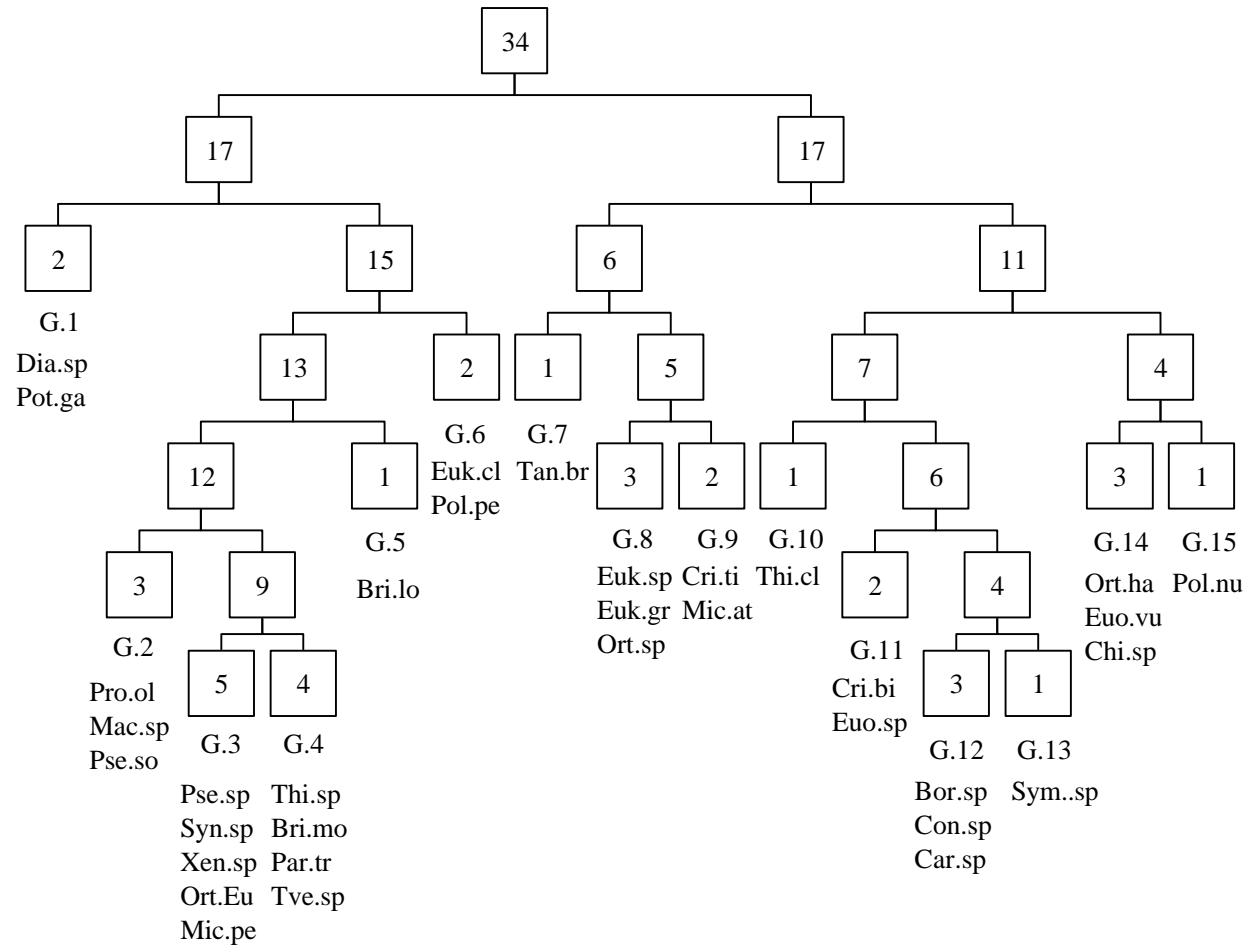 34
17 17
2 15 6 11
G.1
Dia.sp
Pot.ga
13 2 1 5 7 4
G.6
Euk.cl
Pol.pe
G.7
Tan.br
12 1 3 2 1 6 3 1
G.5
Bri.lo
G.8
Euk.sp
Euk.gr
Ort.sp
G.9
Cri.ti
Mic.at
G.10
Thi.cl
G.14
Ort.ha
Euo.vu
Chi.sp
G.15
Pol.nu
3 9 2 4
G.2
Pro.ol
Mac.sp
Pse.so
G.11
Cri.bi
Euo.sp
5 4 3 1
G.3
Pse.sp
Syn.sp
Xen.sp
Ort.Eu
Mic.pe
G.4
Thi.sp
Bri.mo
Par.tr
Tve.sp
G.12
Bor.sp
Con.sp
Car.sp
G.13
Sym..sp